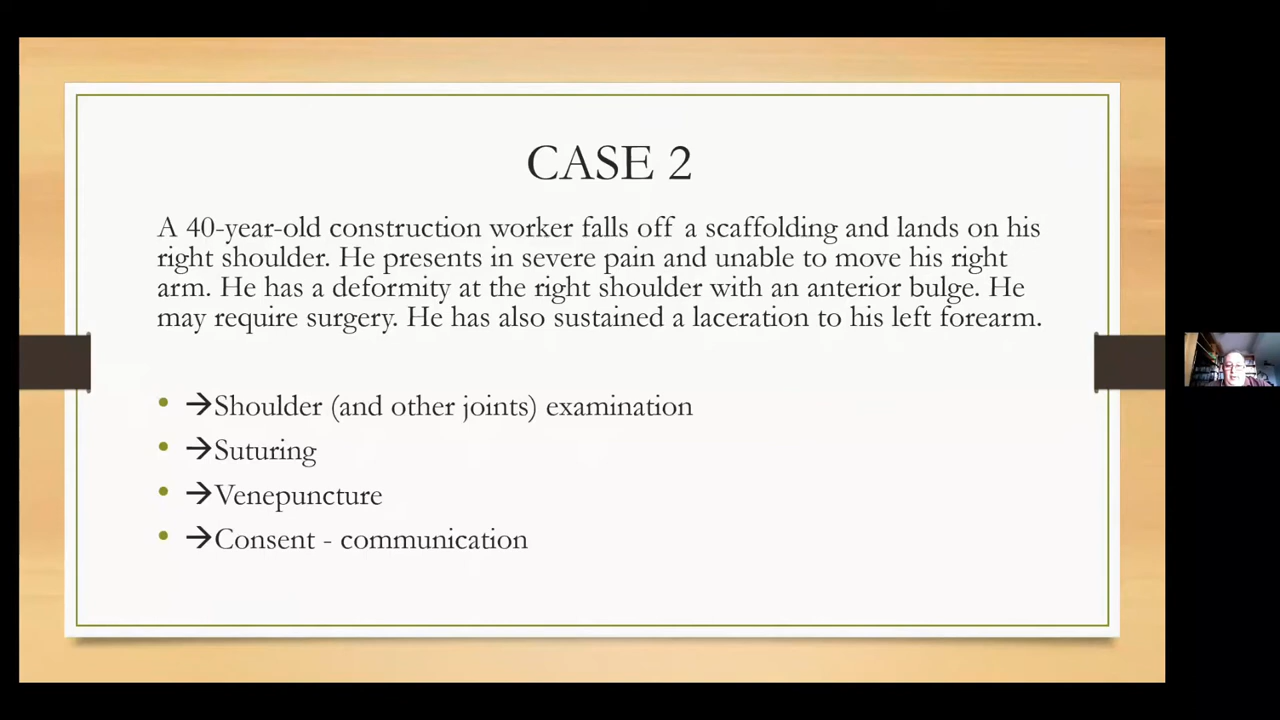 CASE 2
A 40-year-old construction worker falls off a scaffolding and lands on his
right shoulder. He presents in severe pain and unable to move his right
arm. He has a deformity at the right shoulder with an anterior bulge. He
may require surgery. He has also sustained a laceration to his left forearm.
• →Shoulder (and other joints) examination
• →Suturing
• →Venepuncture
• →Consent - communication